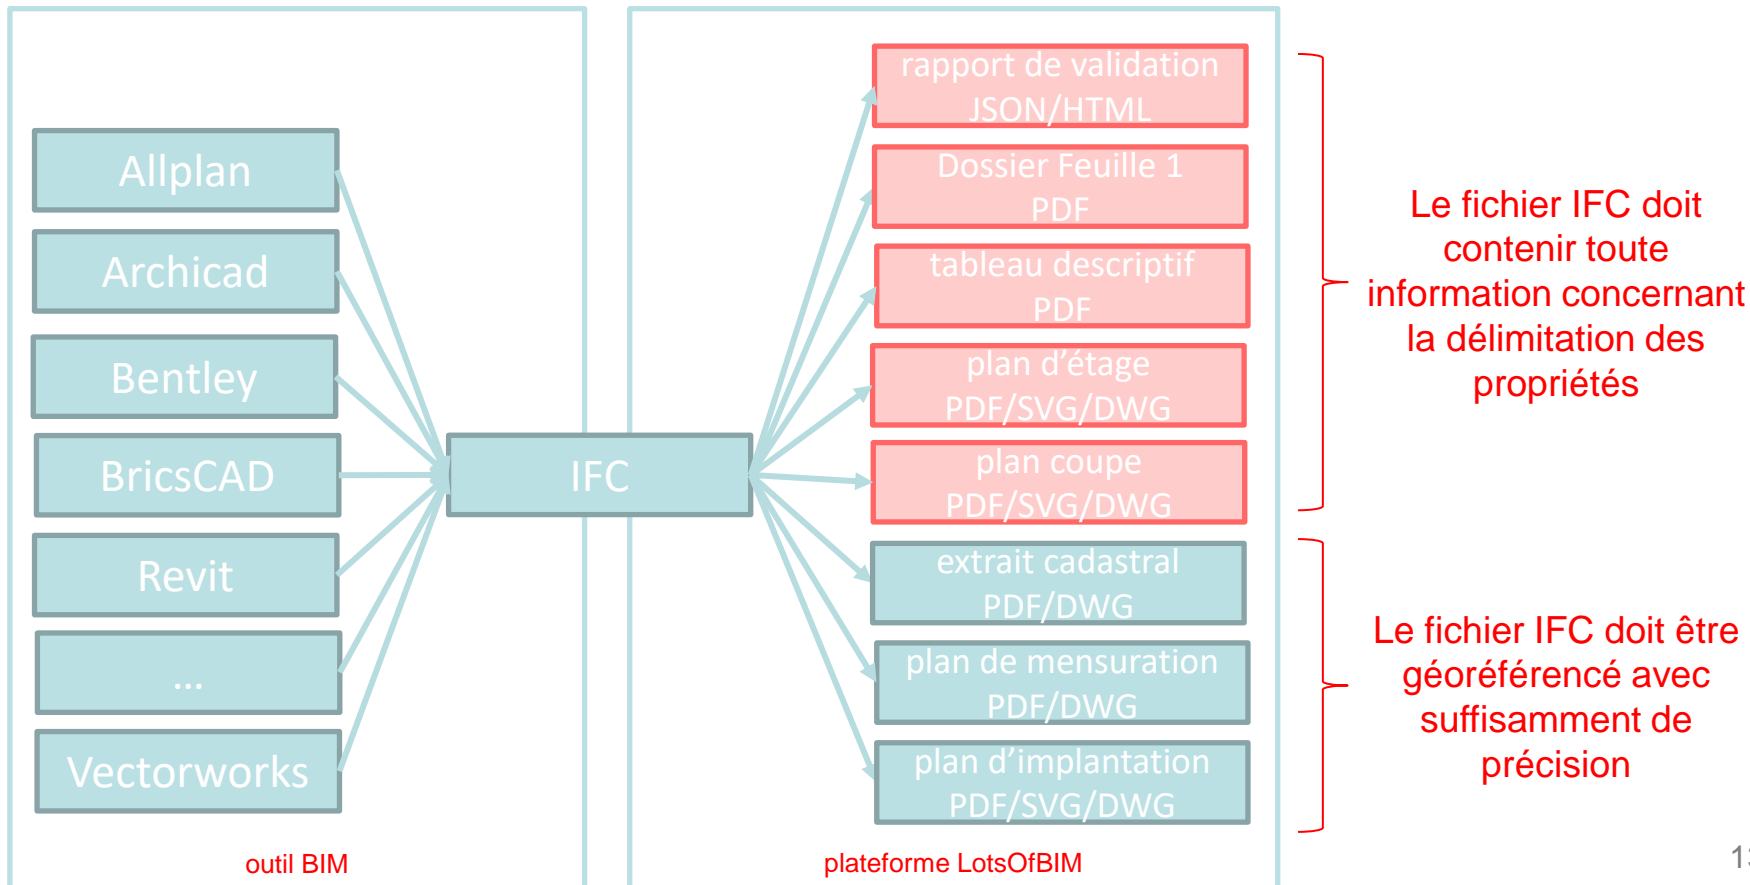 Allplan
Archicad
Bentley
BricsCAD
Revit
...
Vectorworks
outil BIM
IFC
rapport de validation
JSON/HTML
Dossier Feuille 1
PDF
tableau descriptif
PDF
plan d'étage
PDF/SVG/DWG
plan coupe
PDF/SVG/DWG
extrait cadastral
PDF/DWG
plan de mensuration
PDF/DWG
plan d'implantation
PDF/SVG/DWG
plateforme LotsOfBIM
Le fichier IFC doit
contenir toute
information concernant
la délimitation des
propriétés
Le fichier IFC doit être
géoréférencé avec
suffisamment de
précision